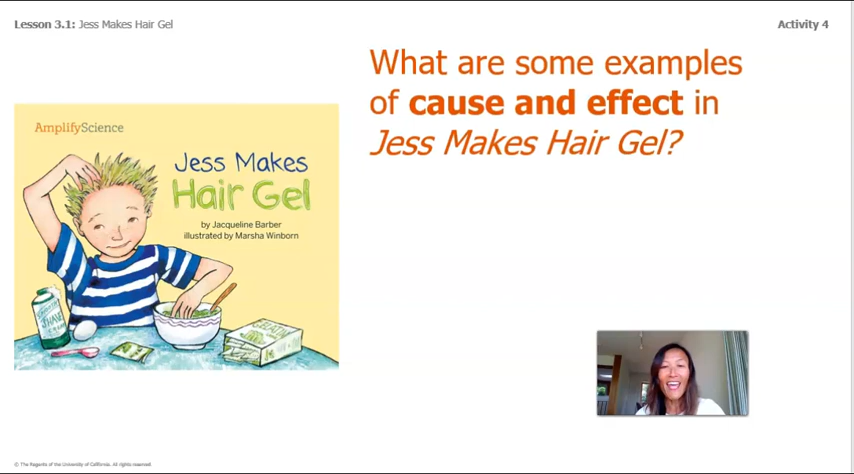 Lesson 3.1: Jess Makes Hair Gel
Activity 4
What are some examples
of cause and effect in
Jess Makes Hair Gel?
AmplifyScience
Jess Makes
Hair Gel
by Jacqueline Barber
illustrated by Marsha Winborn
SHAVE
© The Regents of the University of California. All rights reserved.